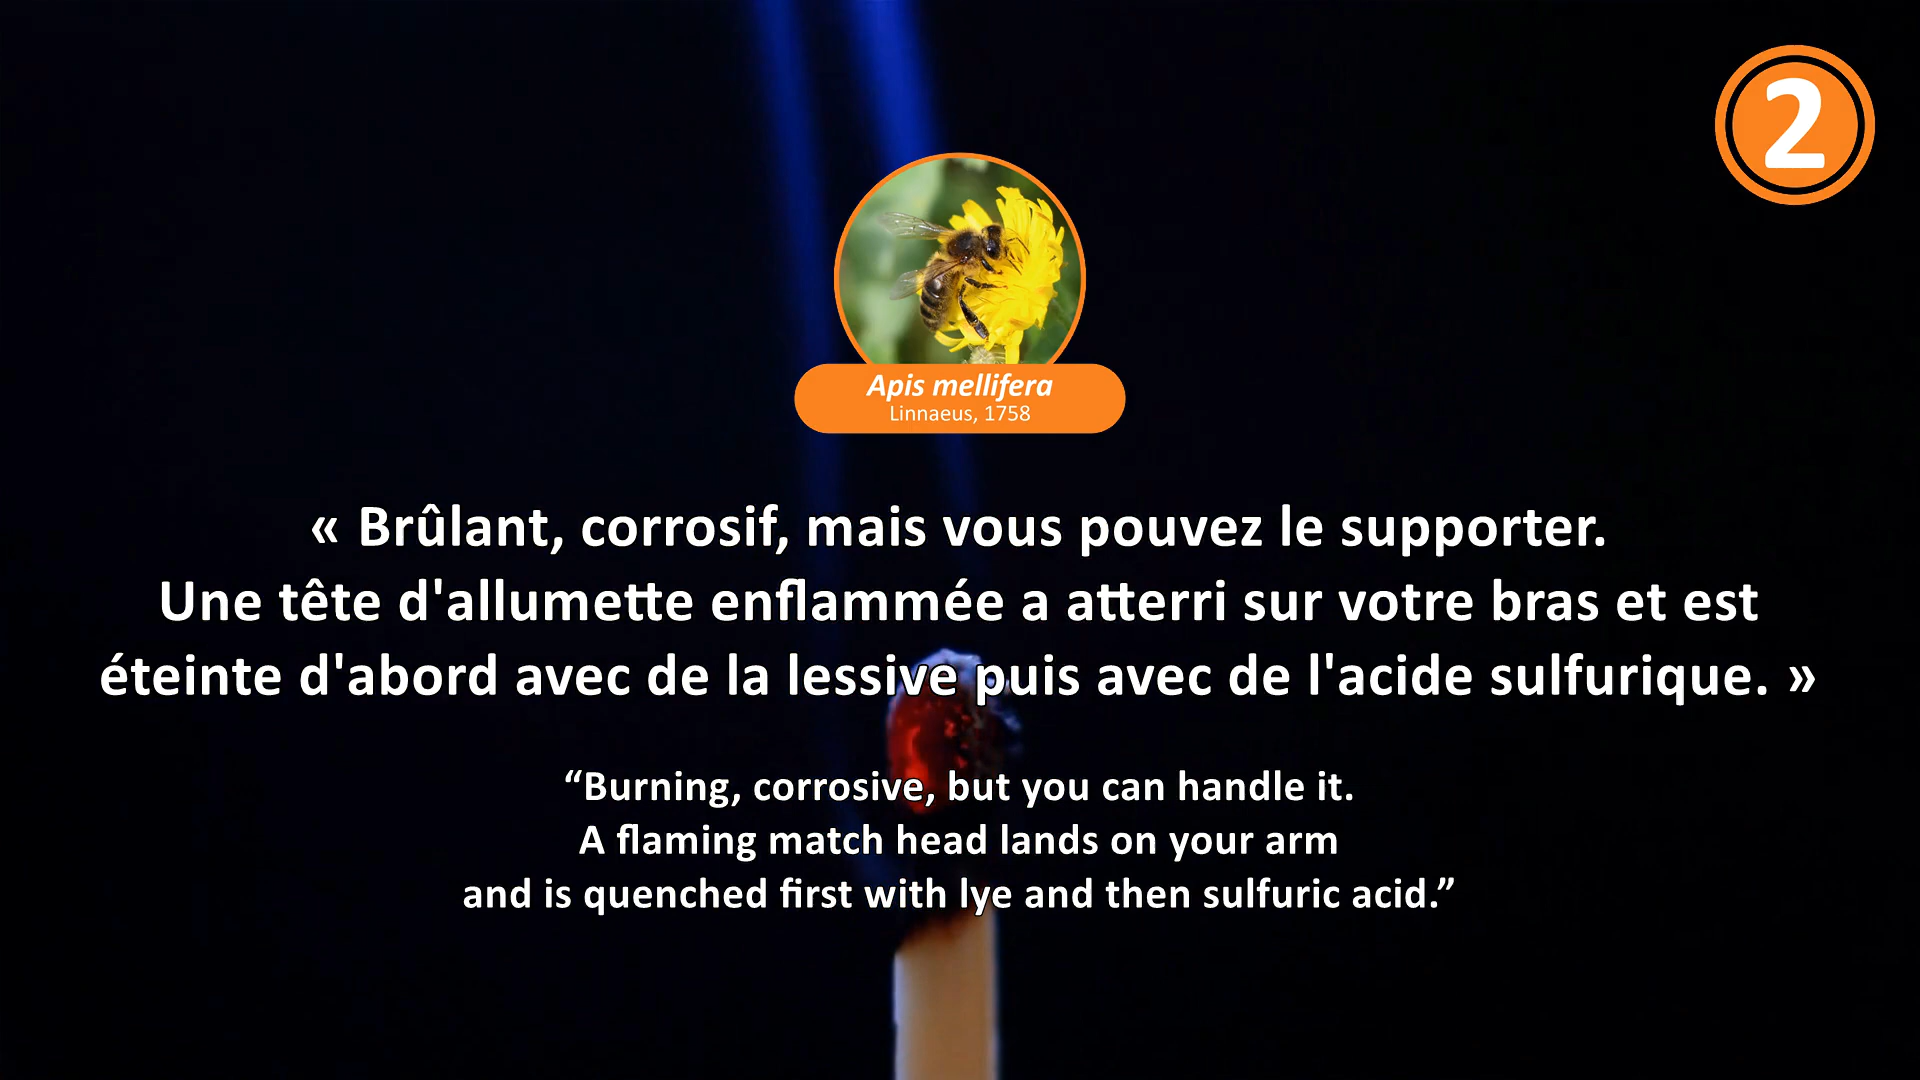 2
Apis mellifera
Linnaeus, 1758
« Brûlant, corrosif, mais vous pouvez le supporter.
Une tête d'allumette enflammée a atterri sur votre bras et est
éteinte d'abord avec de la lessive puis avec de l'acide sulfurique. »
“Burning, corrosive, but you can handle it.
A flaming match head lands on your arm
and is quenched first with lye and then sulfuric acid.”